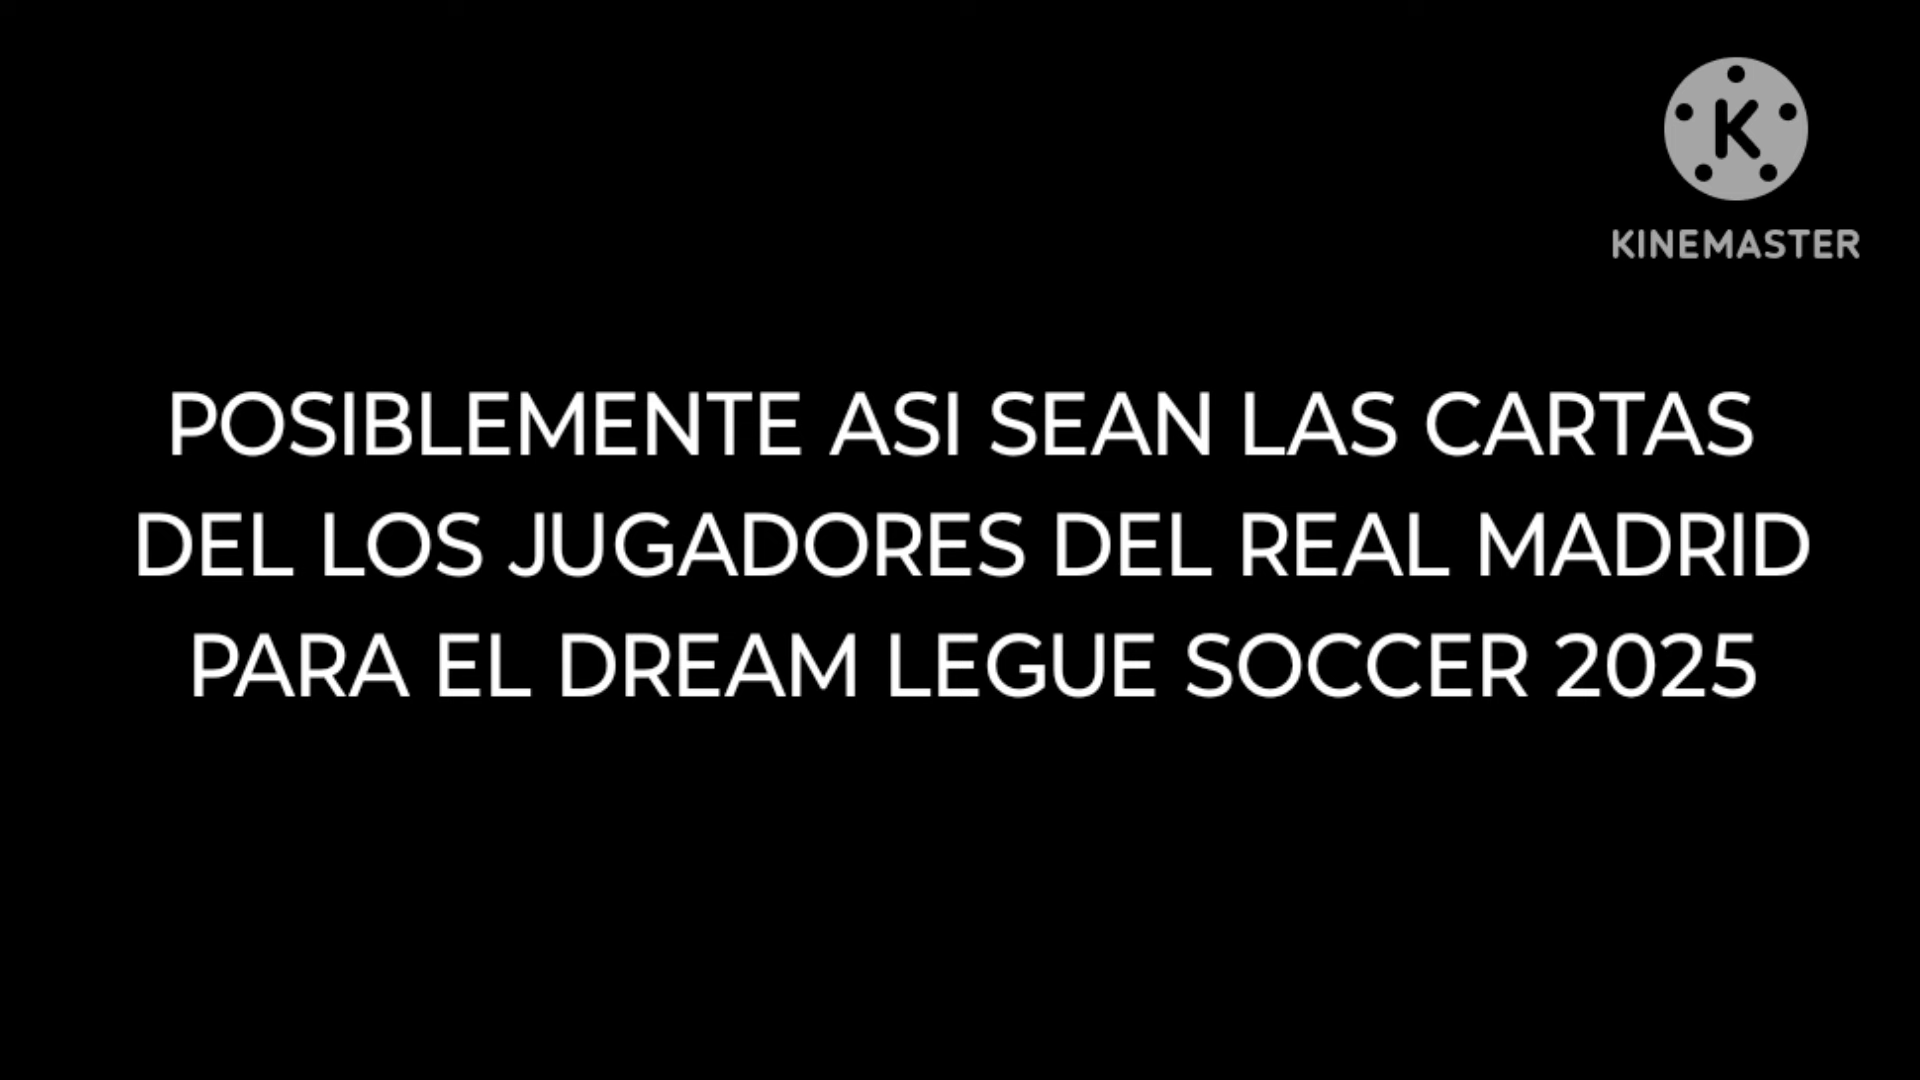 K
KINEMASTER
POSIBLEMENTE ASI SEAN LAS CARTAS
DEL LOS JUGADORES DEL REAL MADRID
PARA EL DREAM LEGUE SOCCER 2025